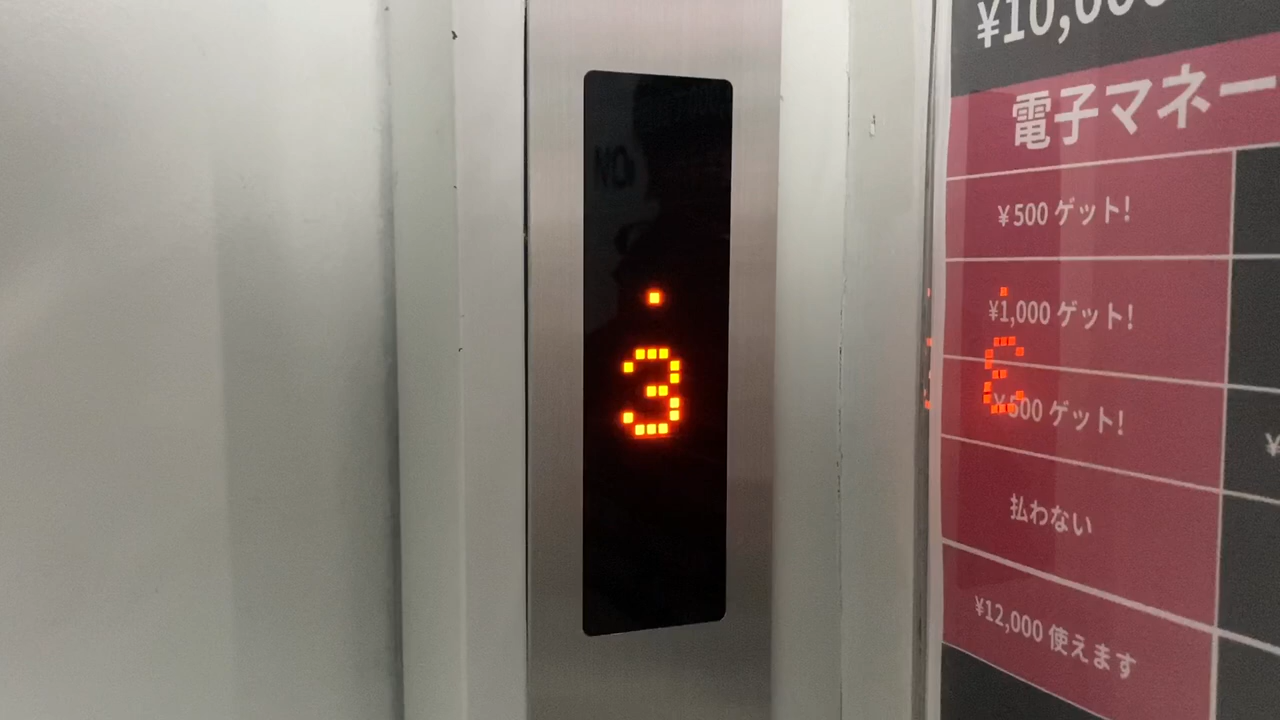 3
¥10,000
電子マネー
¥500 ゲット!
¥1,000 ゲット!
¥500 ゲット!
払わない
¥12,000 使えます